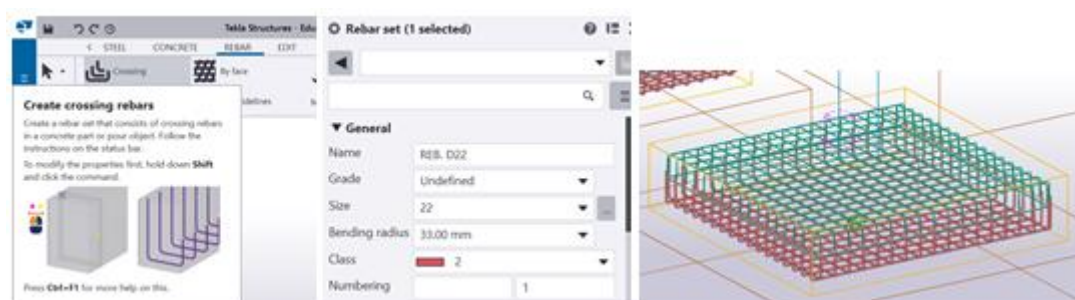 Tekla Structures - Edu
STEEL CONCRETE REBAR EDIT
Crossing By face
idelines
Create crossing rebars
Create a rebar set that consists of crossing rebars
in a concrete part or pour object. Follow the
instructions on the status bar.
To modify the properties first, hold down Shift
and click the command.
Press Ctrl+F1 for more help on this.
Rebar set (1 selected)
General
Name REB. D22
Grade Undefined
Size 22
Bending radius 33.00 mm
Class 2
Numbering 1